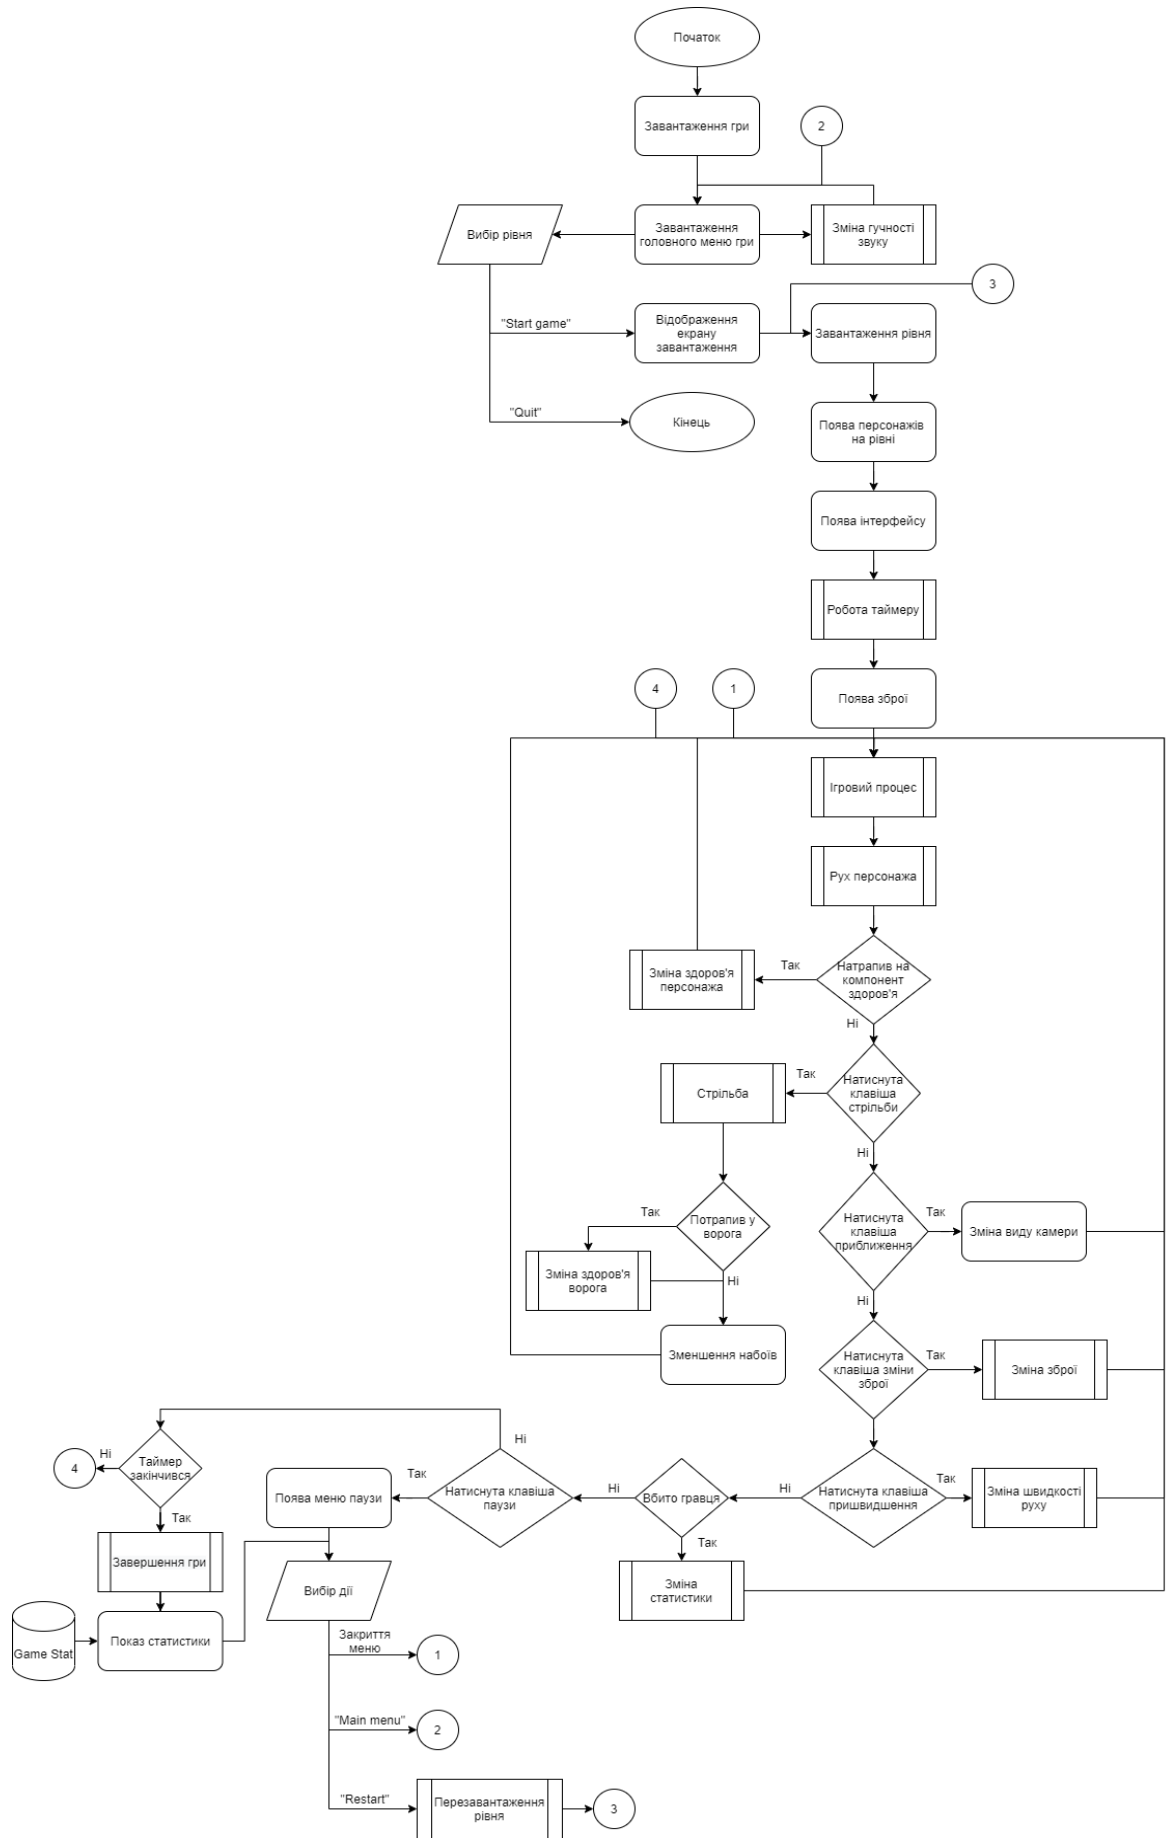 Початок
Завантаження гри
2
Вибір рівня
Завантаження
головного меню гри
Зміна гучності
звуку
3
"Start game"
Відображення
екрану
завантаження
Завантаження рівня
"Quit"
Кінець
Поява персонажів
на рівні
Поява інтерфейсу
Робота таймеру
4
1
Поява зброї
Ігровий процес
Рух персонажа
Зміна здоров'я
персонажа
Так
Натрапив на
компонент
здоров'я
Ні
Стрільба
Так
Натиснута
клавіша
стрільби
Ні
Так
Потрапив у
ворога
Натиснута
клавіша
приближення
Так
Зміна виду камери
Зміна здоров'я
ворога
Ні
Ні
Зменшення набоїв
Натиснута
клавіша зміни
зброї
Так
Зміна зброї
4
Ні
Таймер
закінчився
Ні
Поява меню паузи
Так
Натиснута клавіша
паузи
Ні
Вбито гравця
Ні
Натиснута клавіша
пришвидшення
Так
Зміна швидкості
руху
Так
Так
Завершення гри
Вибір дії
Зміна
статистики
Game Stat
Показ статистики
Закриття
меню
1
"Main menu"
2
"Restart"
Перезавантаження
рівня
3